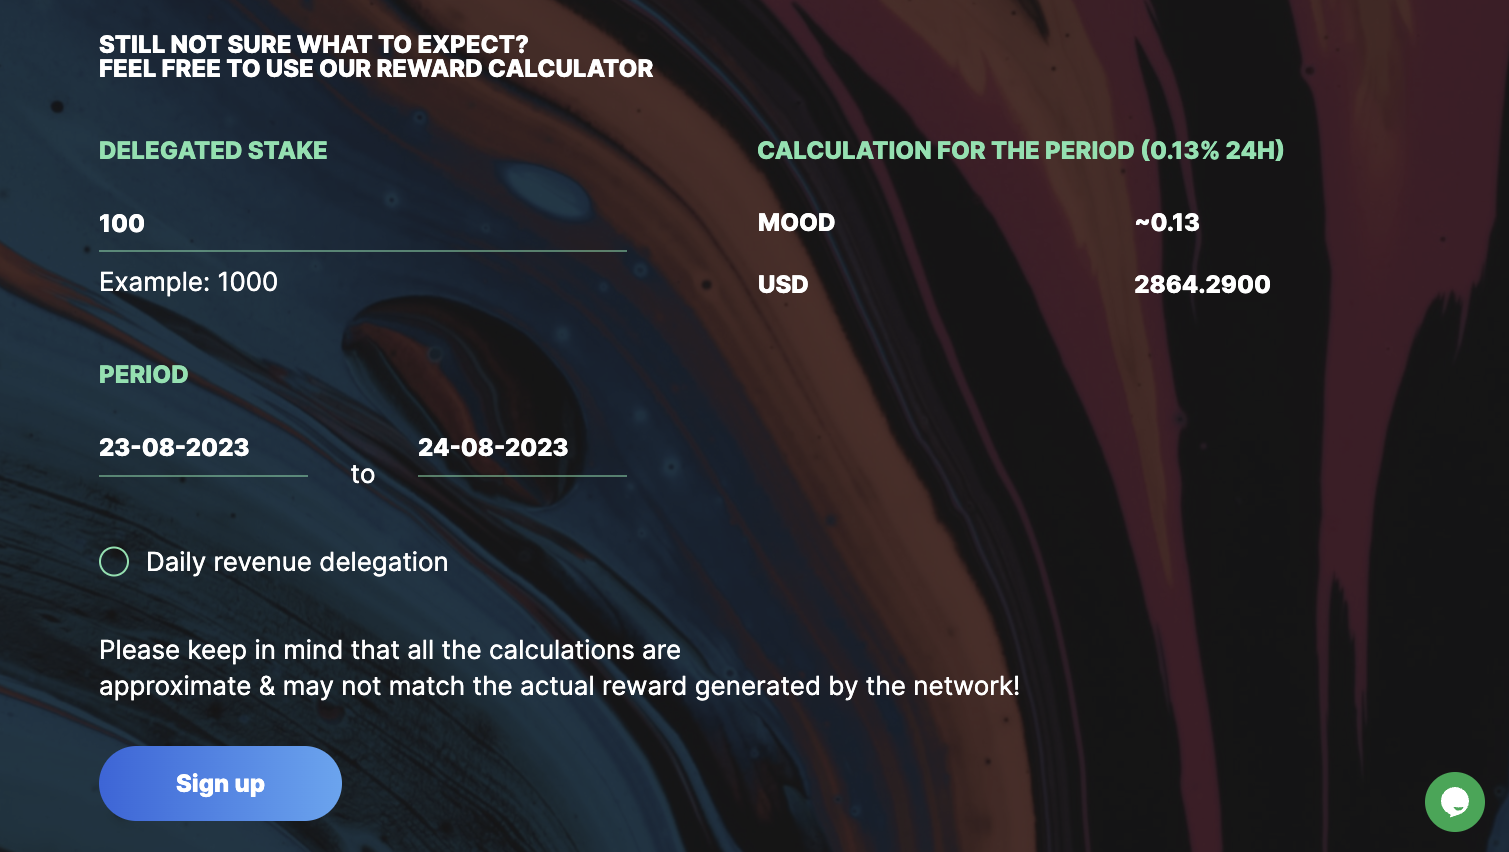 STILL NOT SURE WHAT TO EXPECT?
FEEL FREE TO USE OUR REWARD CALCULATOR
DELEGATED STAKE
100
Example: 1000
PERIOD
23-08-2023
to
24-08-2023
Daily revenue delegation
CALCULATION FOR THE PERIOD (0.13% 24H)
MOOD ~0.13
USD 2864.2900
Please keep in mind that all the calculations are
approximate & may not match the actual reward generated by the network!
Sign up